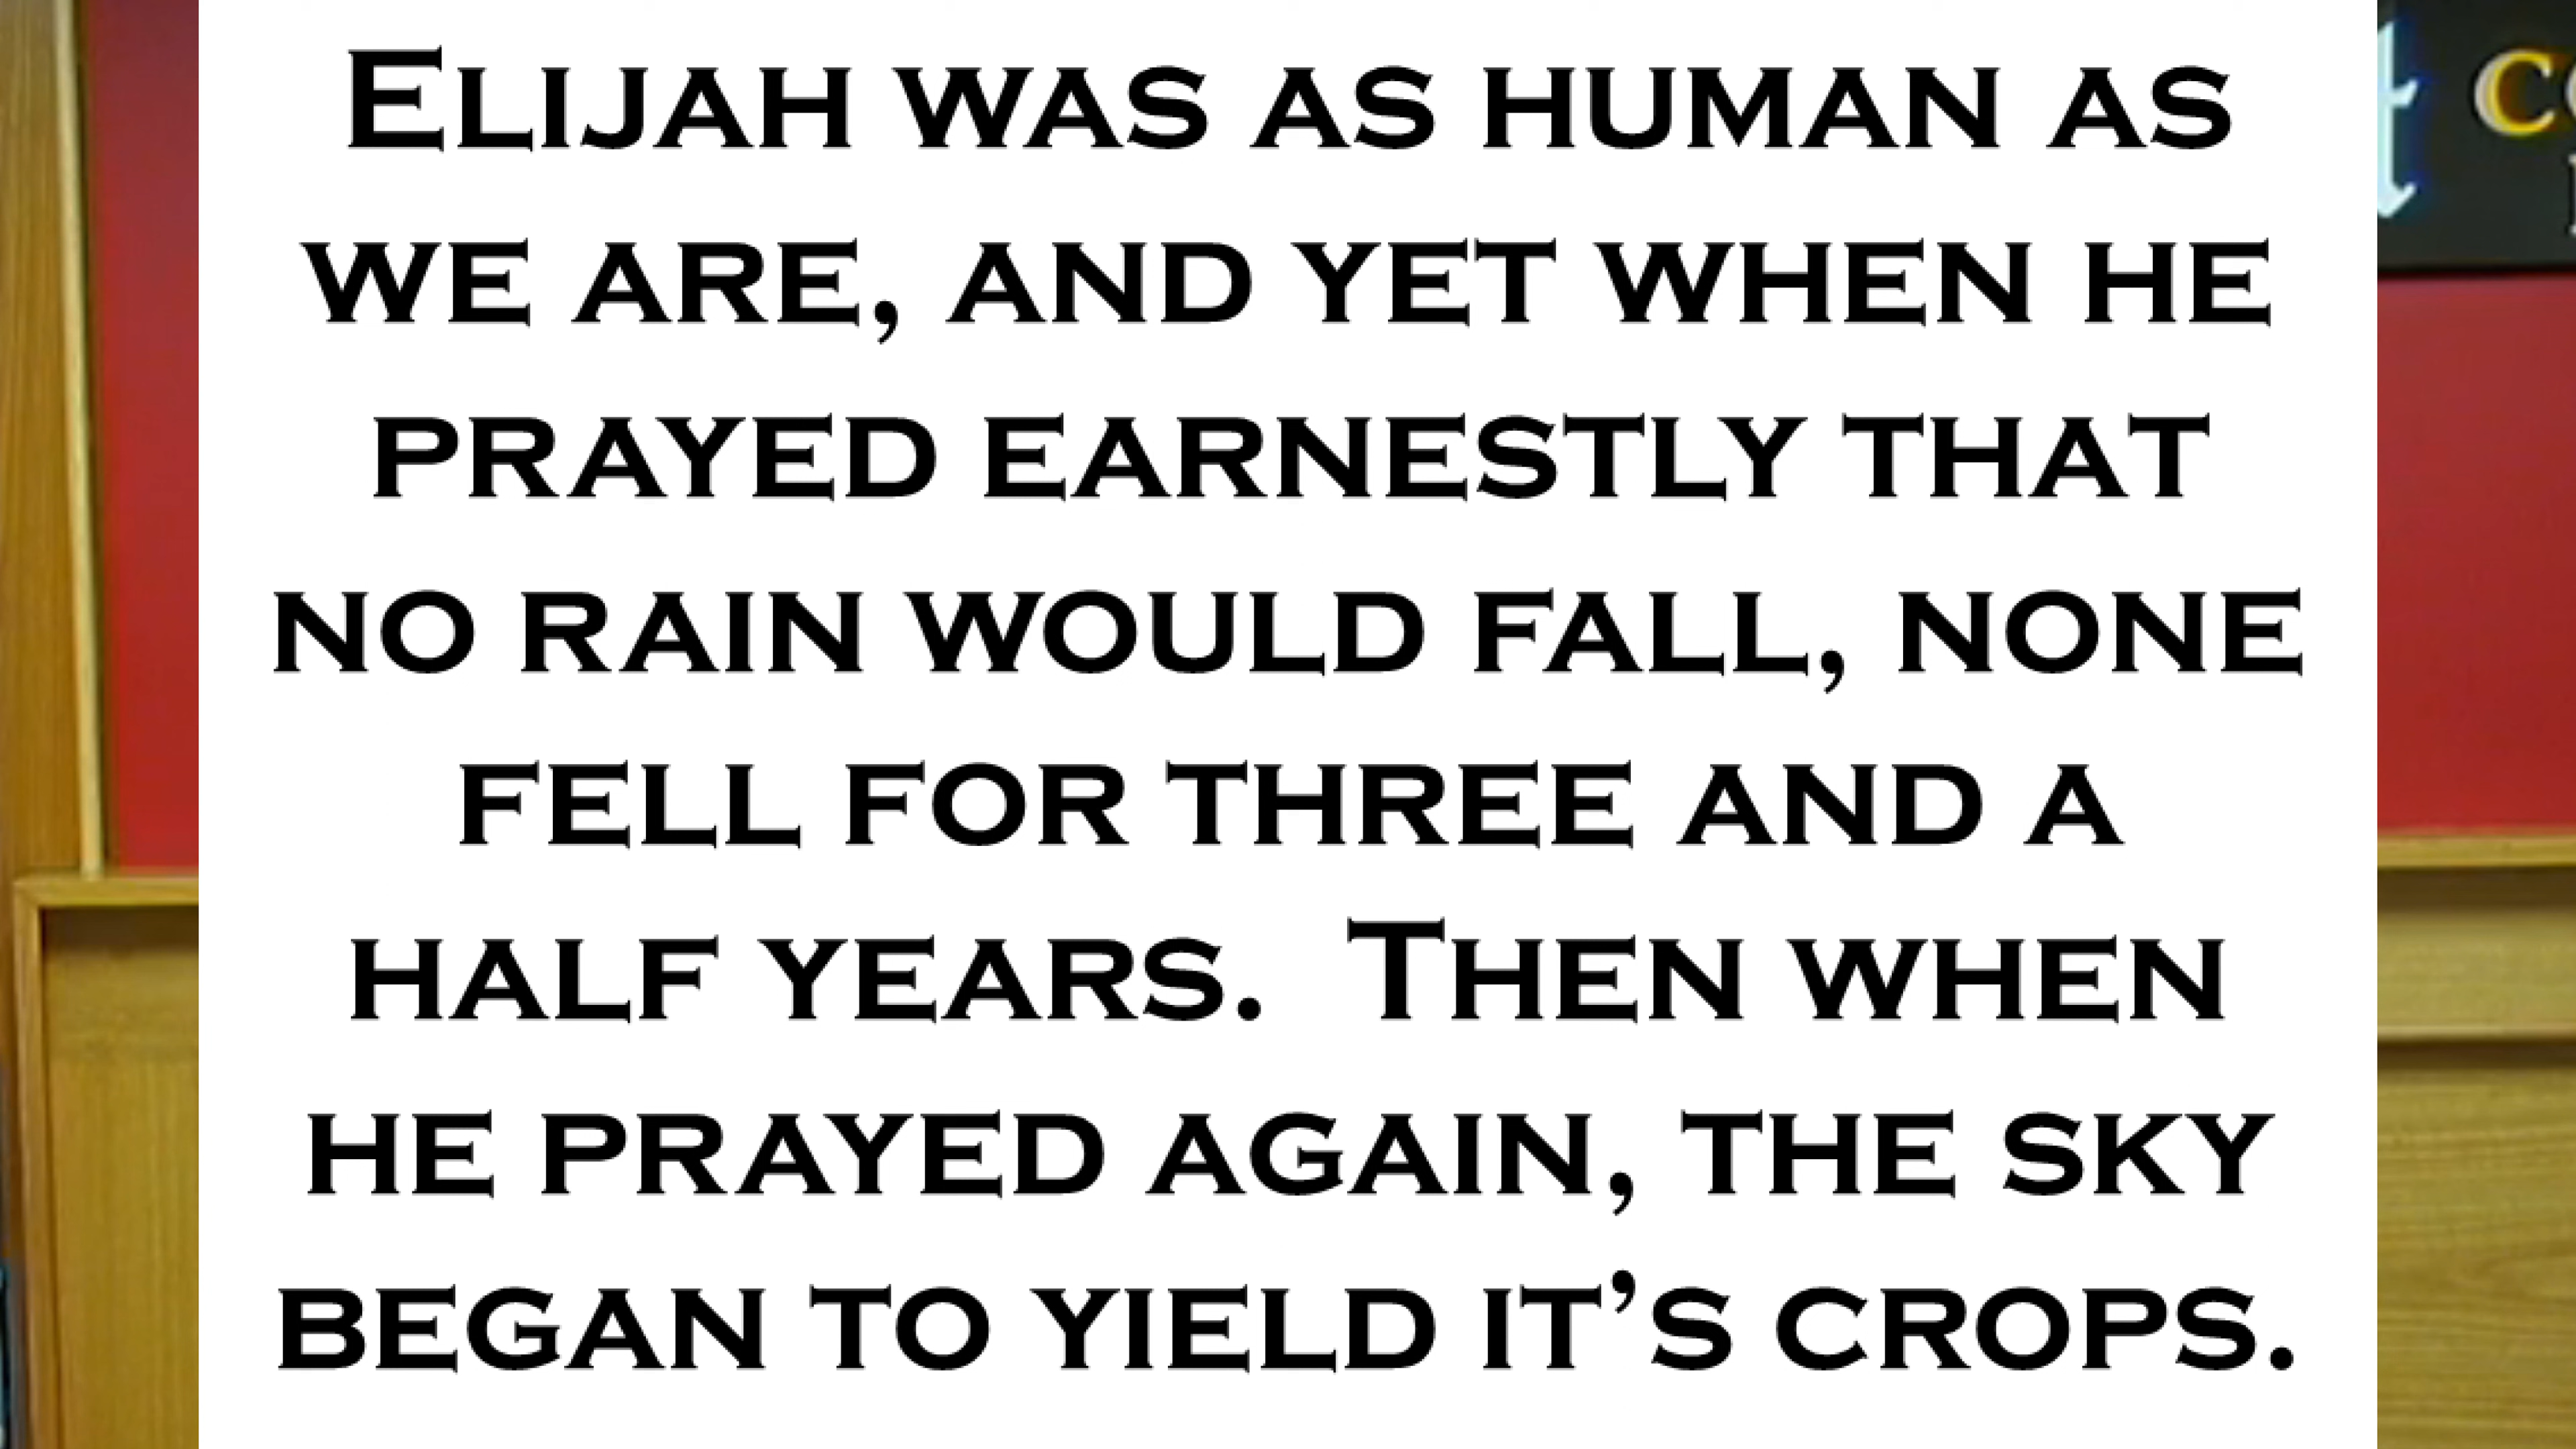 Elijah was as human as
we are, and yet when he
prayed earnestly that
no rain would fall, none
fell for three and a
half years.  Then when
he prayed again, the sky
began to yield it’s crops.